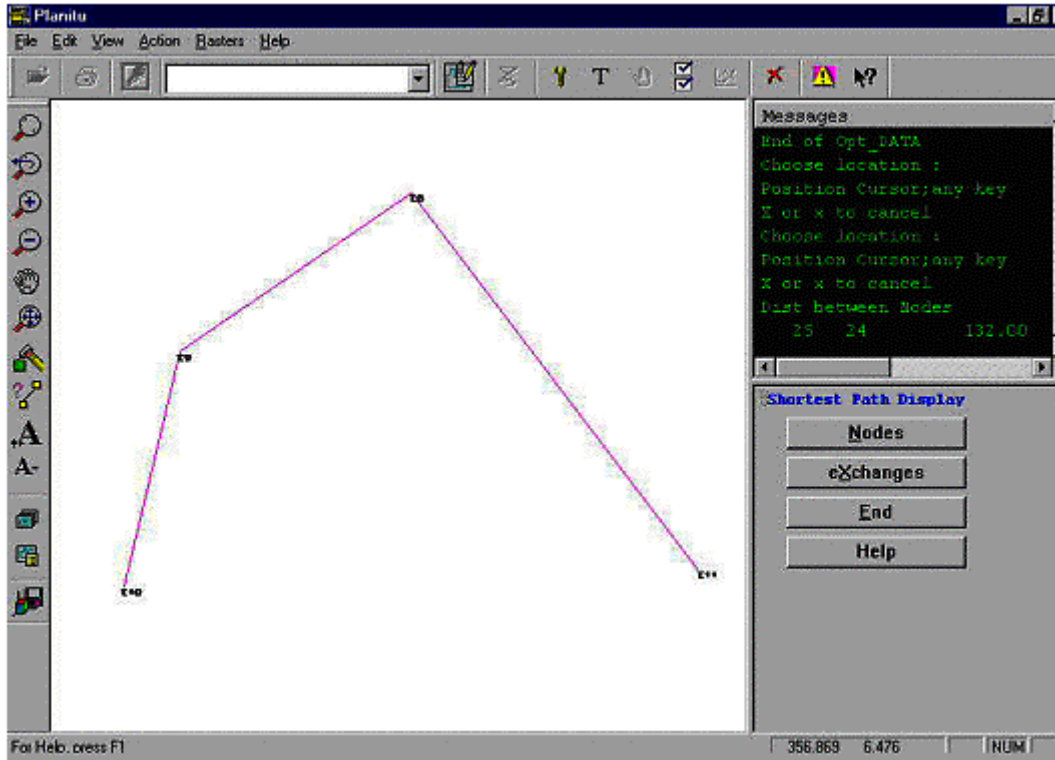 Planitu
File Edit View Action Rasters Help
T
Messages
End of Opt_DATA
Choose location :
Position Cursor;any key
X or x to cancel
Choose location :
Position Cursor;any key
X or x to cancel
Dist between Nodes
25 24 132.00
A
A-
Shortest Path Display
Nodes
eXchanges
End
Help
For Help, press F1
356.869 6.476 NUM